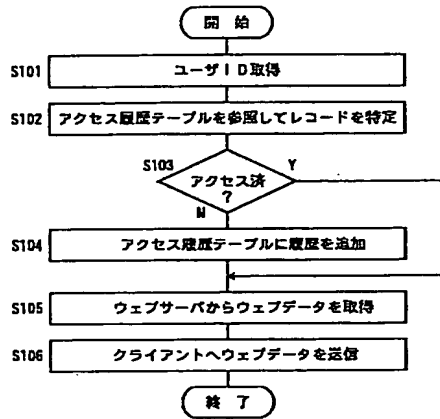 開始
S101 ユーザID取得
S102 アクセス履歴テーブルを参照してレコードを特定
S103 Y
アクセス済
?
N
S104 アクセス履歴テーブルに履歴を追加
S105 ウェブサーバからウェブデータを取得
S106 クライアントへウェブデータを送信
終了